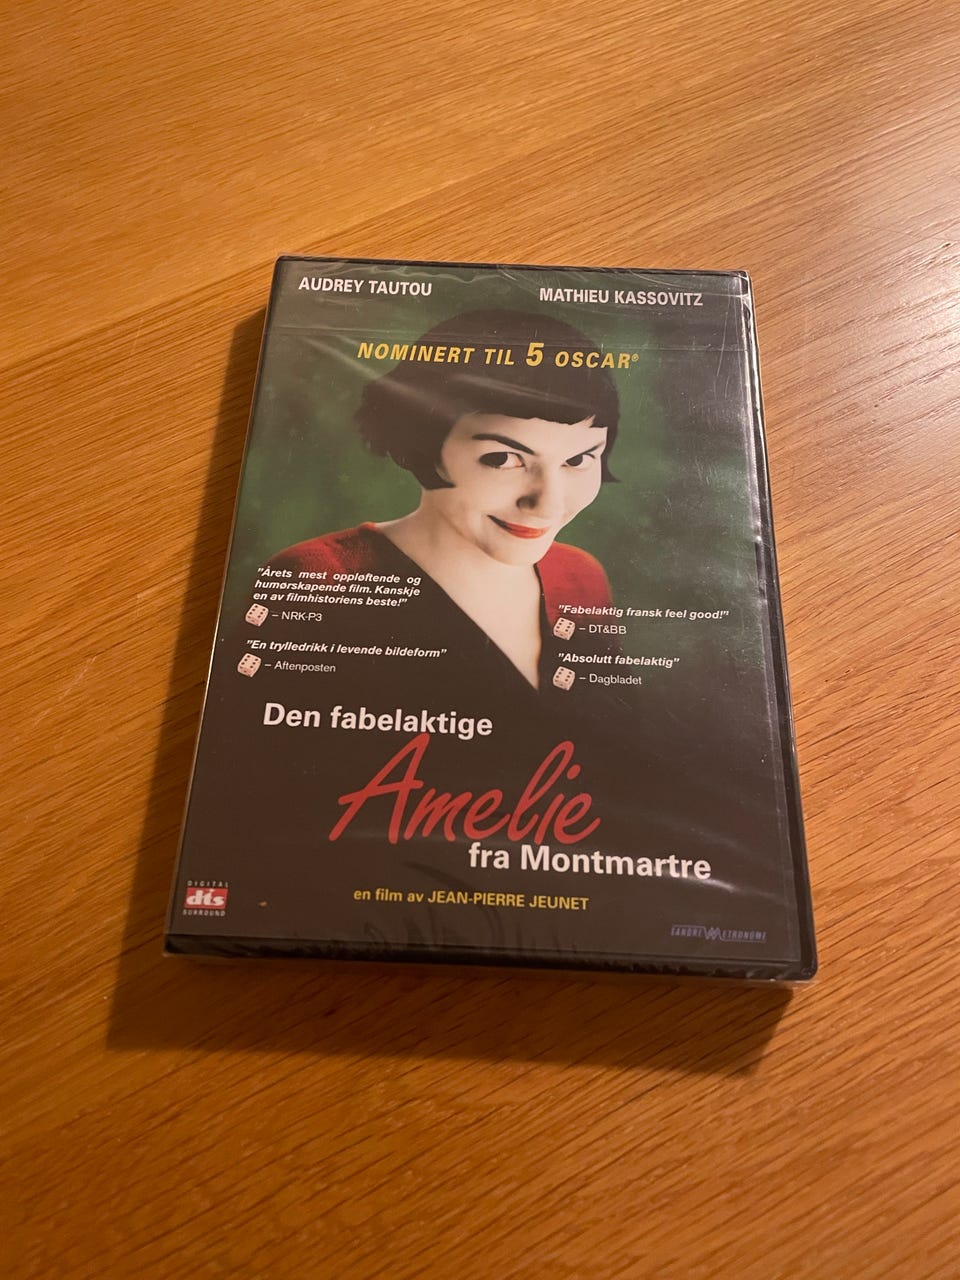 AUDREY TAUTOU
MATHIEU KASSOVITZ
NOMINERT TIL 5 OSCAR®
"Årets mest oppløftende og
humørskapende film. Kanskje
en av filmhistoriens beste!"
– NRK-P3
"En trylledrikk i levende bildeform"
– Aftenposten
"Fabelaktig fransk feel good!"
– DT&BB
"Absolutt fabelaktig"
– Dagbladet
Den fabelaktige
Amelie
fra Montmartre
en film av JEAN-PIERRE JEUNET
DIGITAL
dts
SURROUND
SANDREW METRONOME